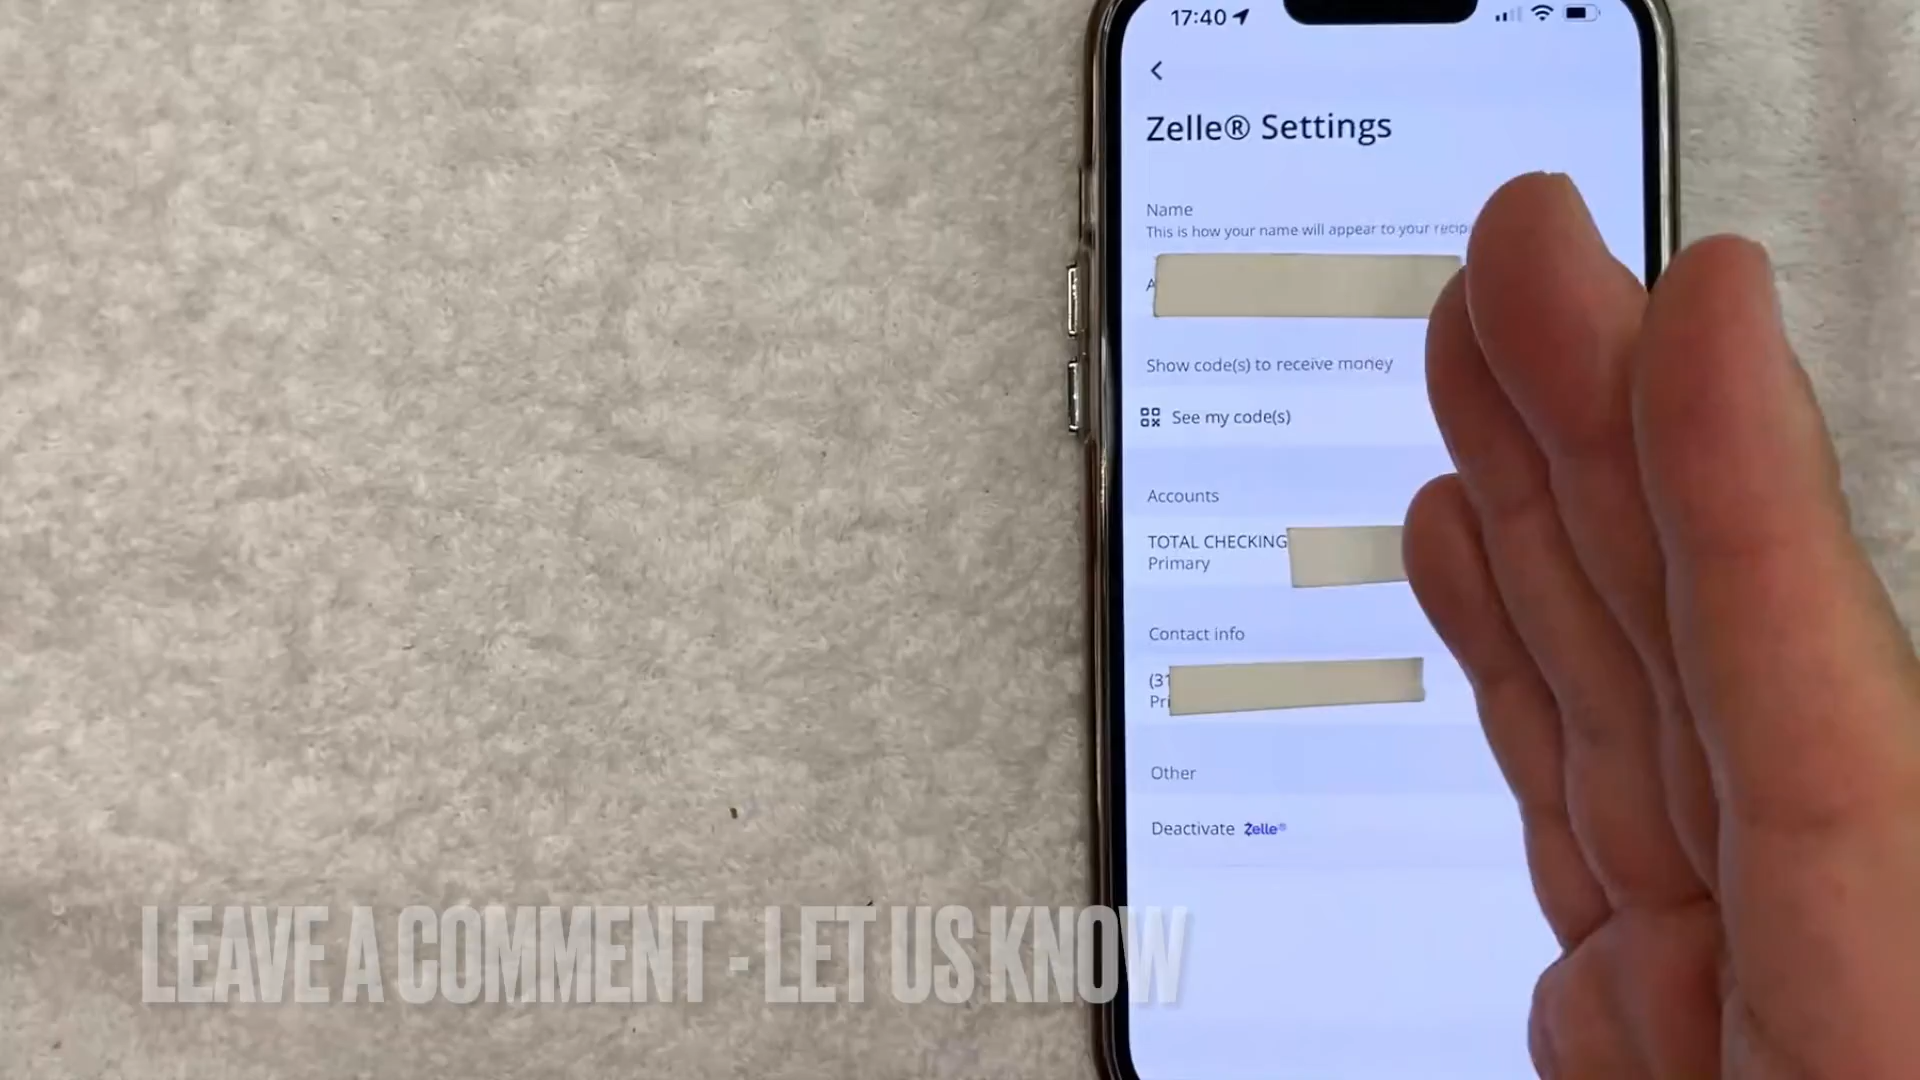 17:40
Zelle® Settings
Name
This is how your name will appear to your recip
A
Show code(s) to receive money
See my code(s)
Accounts
TOTAL CHECKING
Primary
Contact info
(31
Pri
Other
Deactivate Zelle®
LEAVE A COMMENT - LET US KNOW